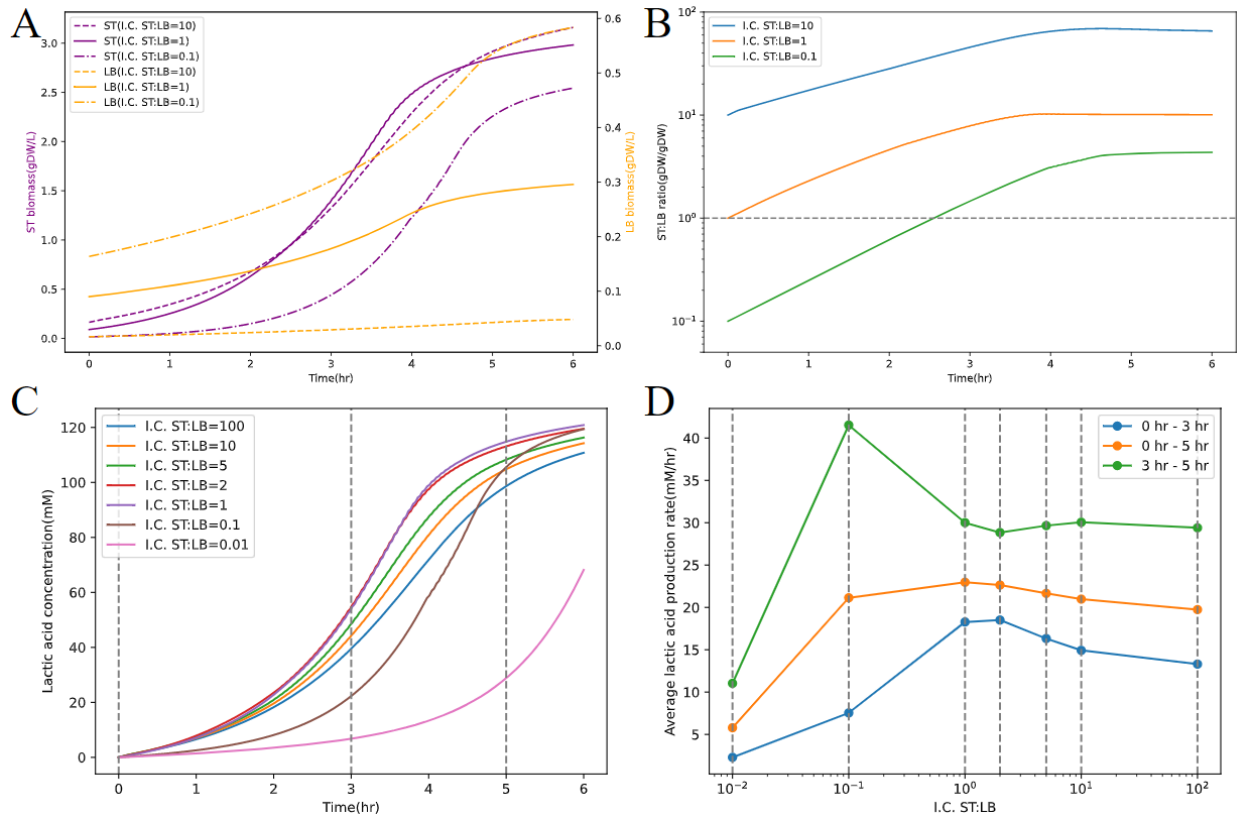 A
ST(I.C. ST:LB=10)
ST(I.C. ST:LB=1)
ST(I.C. ST:LB=0.1)
LB(I.C. ST:LB=10)
LB(I.C. ST:LB=1)
LB(I.C. ST:LB=0.1)
3.0
2.5
2.0
1.5
1.0
0.5
0.0
ST biomass(gDW/L)
0.6
0.5
0.4
0.3
0.2
0.1
0.0
LB biomass(gDW/L)
0 1 2 3 4 5 6
Time(hr)
B
I.C. ST:LB=10
I.C. ST:LB=1
I.C. ST:LB=0.1
10²
10¹
10⁰
10⁻¹
ST:LB ratio(gDW/gDW)
0 1 2 3 4 5 6
Time(hr)
C
I.C. ST:LB=100
I.C. ST:LB=10
I.C. ST:LB=5
I.C. ST:LB=2
I.C. ST:LB=1
I.C. ST:LB=0.1
I.C. ST:LB=0.01
120
100
80
60
40
20
0
Lactic acid concentration(mM)
0 1 2 3 4 5 6
Time(hr)
D
0 hr - 3 hr
0 hr - 5 hr
3 hr - 5 hr
40
35
30
25
20
15
10
5
Average lactic acid production rate(mM/hr)
10⁻² 10⁻¹ 10⁰ 10¹ 10²
I.C. ST:LB